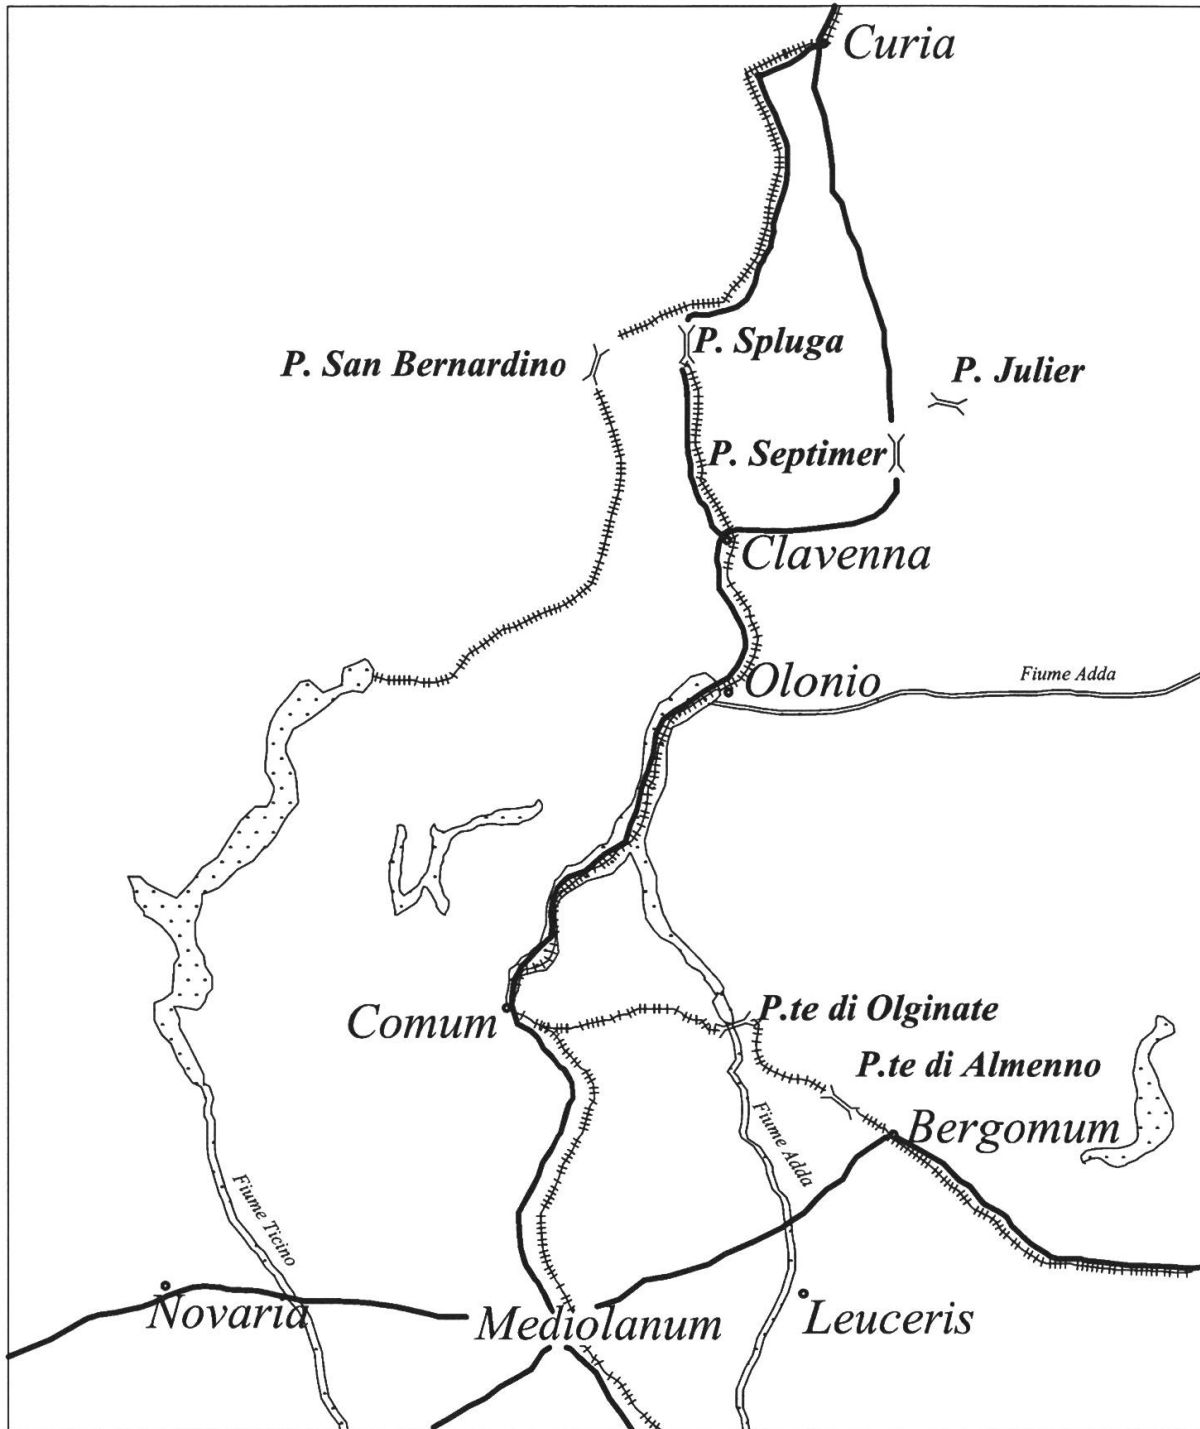 Curia
P. Spluga
P. San Bernardino
P. Julier
P. Septimer
Clavenna
Olonio
Fiume Adda
P.te di Olginate
Comum
P.te di Almenno
Bergomum
Fiume Adda
Fiume Ticino
Novaria
Mediolanum
Leuceris